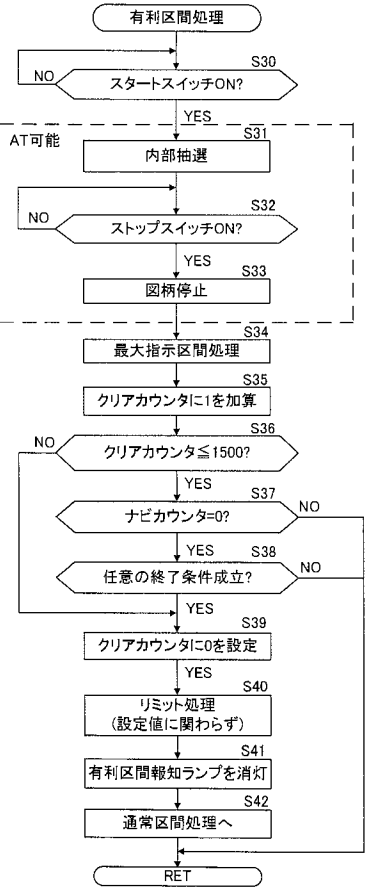 有利区間処理
S30
スタートスイッチON?
NO
YES
AT可能
S31
内部抽選
S32
ストップスイッチON?
NO
YES
S33
図柄停止
S34
最大指示区間処理
S35
クリアカウンタに1を加算
S36
クリアカウンタ≦1500?
NO
YES
S37
ナビカウンタ=0?
NO
YES
S38
任意の終了条件成立?
NO
YES
S39
クリアカウンタに0を設定
YES
S40
リミット処理
(設定値に関わらず)
S41
有利区間報知ランプを消灯
S42
通常区間処理へ
RET